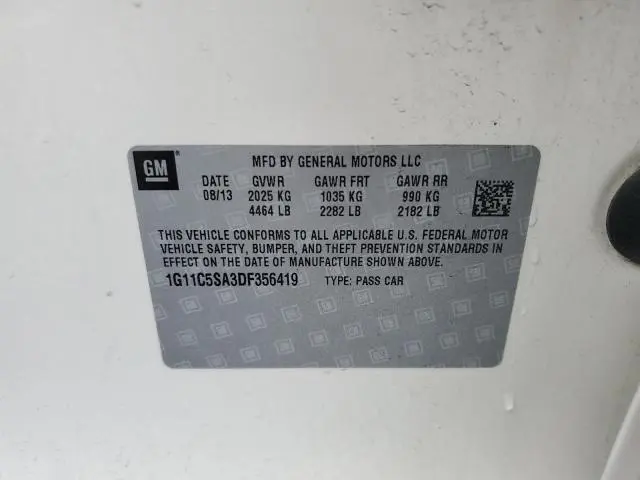 GM
MFD BY GENERAL MOTORS LLC
DATE GVWR GAWR FRT GAWR RR
08/13 2025 KG 1035 KG 990 KG
4464 LB 2282 LB 2182 LB
THIS VEHICLE CONFORMS TO ALL APPLICABLE U.S. FEDERAL MOTOR
VEHICLE SAFETY, BUMPER, AND THEFT PREVENTION STANDARDS IN
EFFECT ON THE DATE OF MANUFACTURE SHOWN ABOVE.
1G11C5SA3DF356419 TYPE: PASS CAR